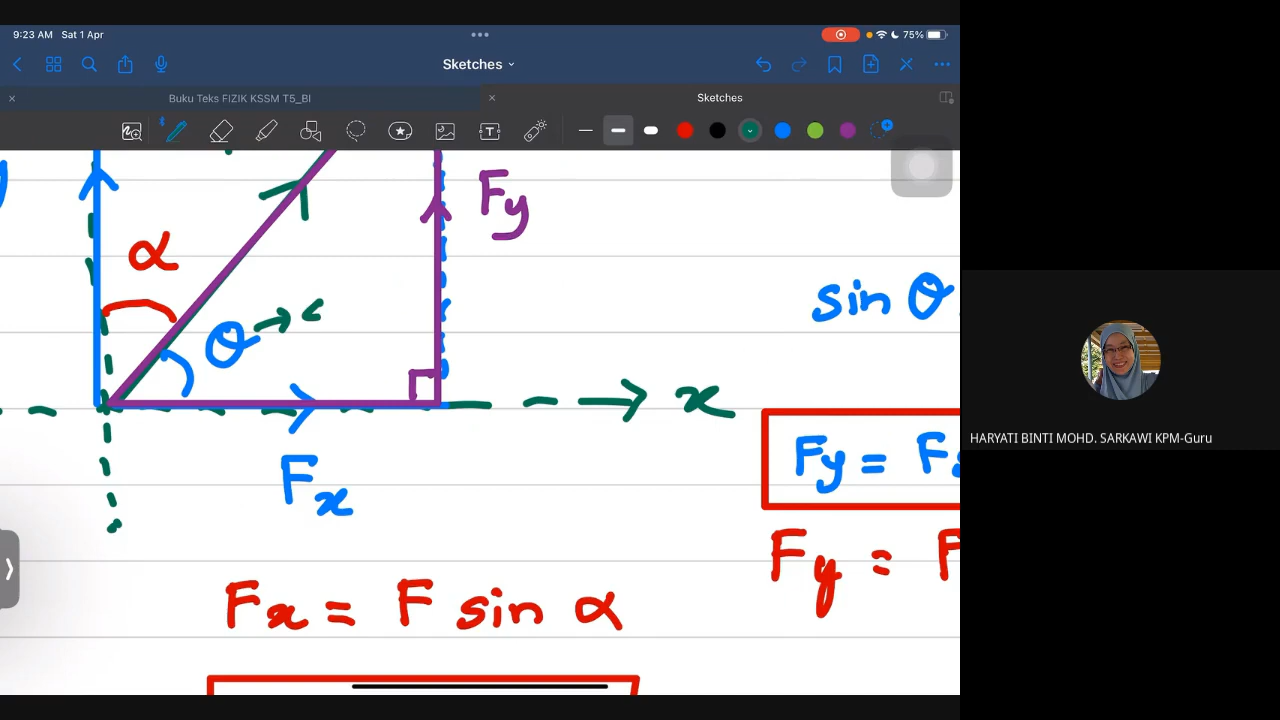 9:23 AM Sat 1 Apr
75%
Sketches
Buku Teks FIZIK KSSM T5_BI
Sketches
Fy
α
sin θ
θ
x
Fx
Fy = F
Fy = F
Fx = F sin α
HARYATI BINTI MOHD. SARKAWI KPM-Guru